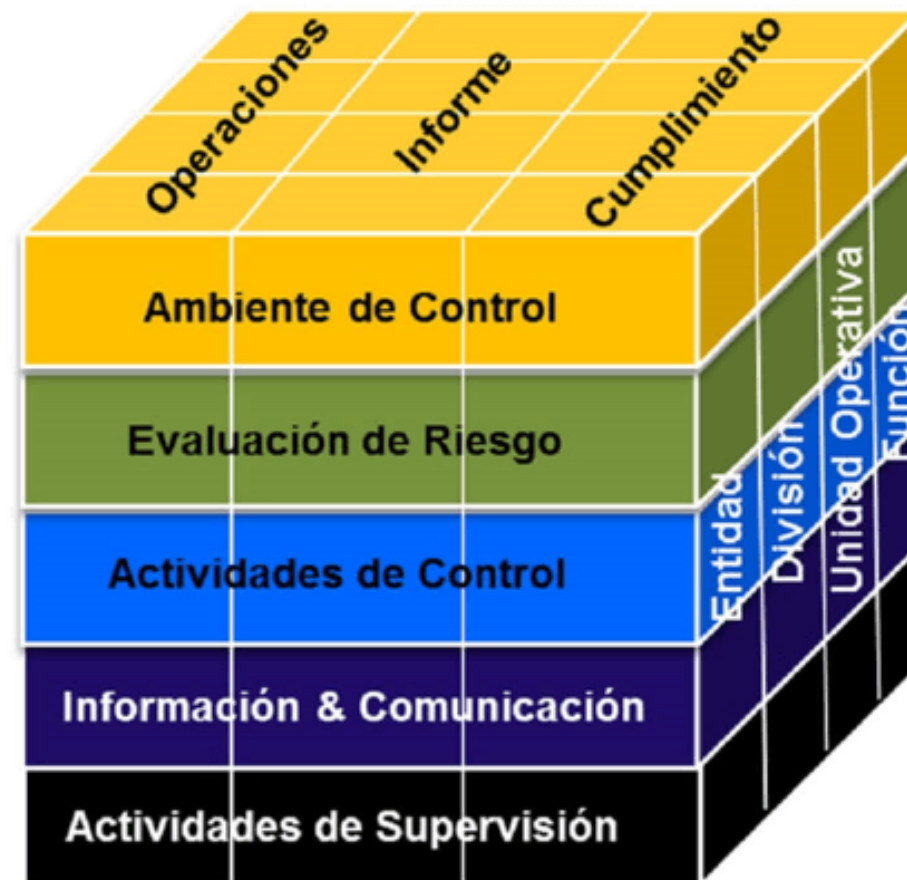 Operaciones
Informe
Cumplimiento
Ambiente de Control
Evaluación de Riesgo
Actividades de Control
Información & Comunicación
Actividades de Supervisión
Entidad
División
Unidad Operativa
Función